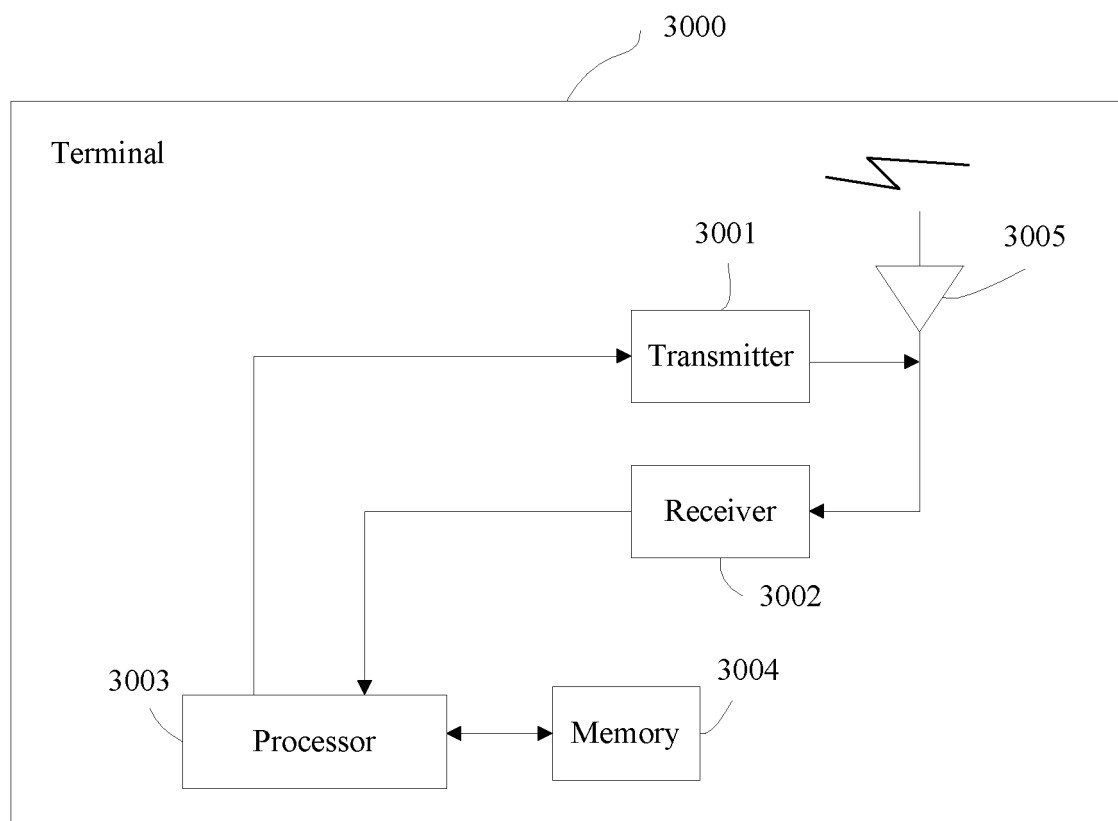 3000
Terminal
3001
3005
Transmitter
Receiver
3002
3003
3004
Processor
Memory